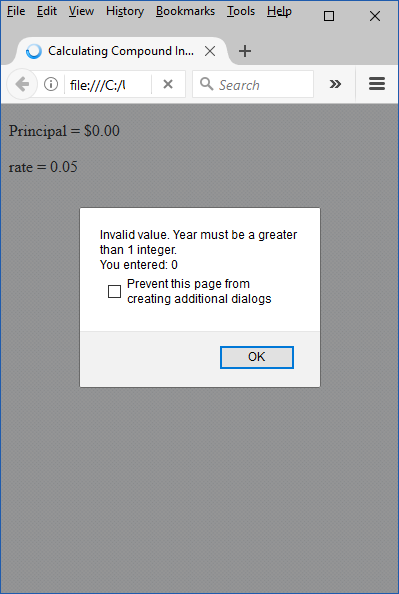 File Edit View History Bookmarks Tools Help
Calculating Compound In...
file:///C:/
Search
Principal = $0.00
rate = 0.05
Invalid value. Year must be a greater
than 1 integer.
You entered: 0
Prevent this page from
creating additional dialogs
OK